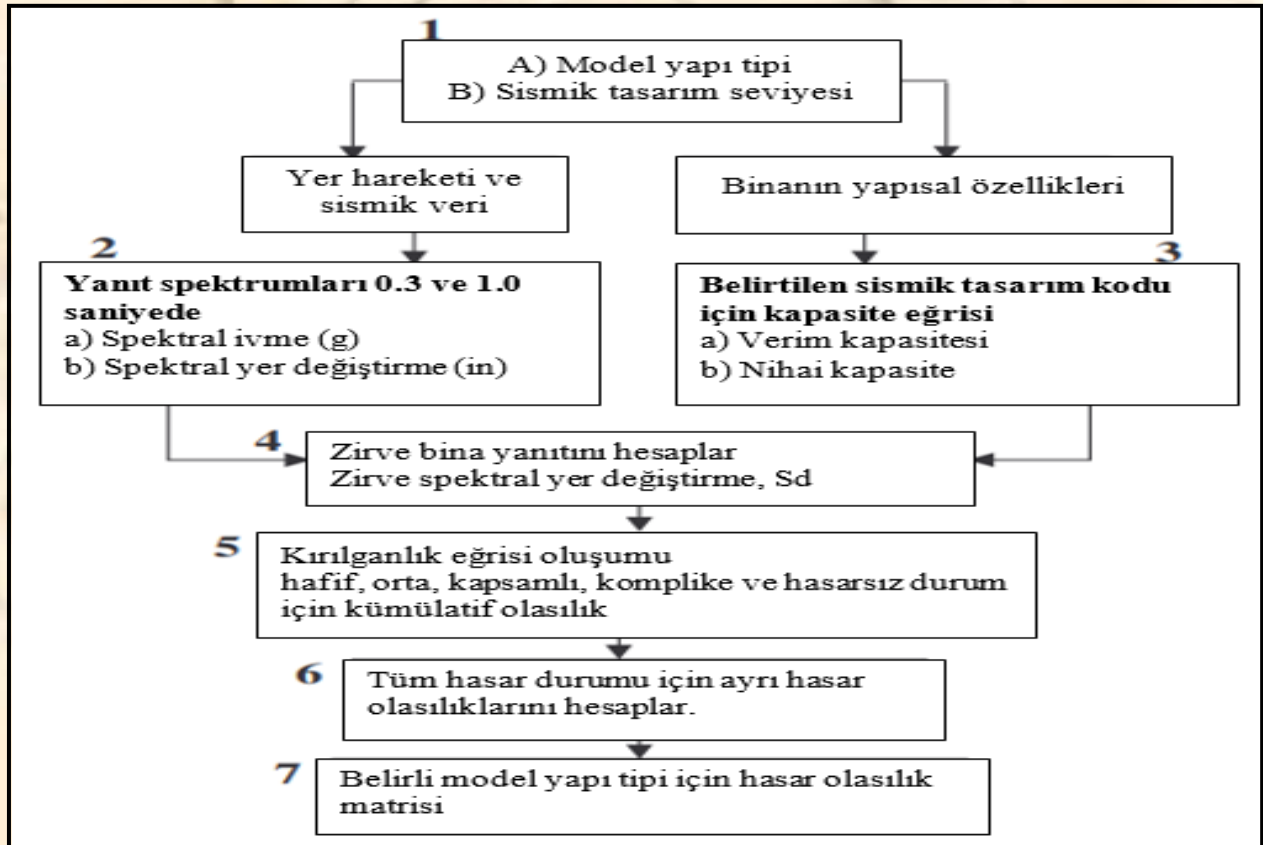 1
A) Model yapı tipi
B) Sismik tasarım seviyesi
Yer hareketi ve
sismik veri
Binanın yapısal özellikleri
2
Yanıt spektrumları 0.3 ve 1.0
saniyede
a) Spektral ivme (g)
b) Spektral yer değiştirme (in)
3
Belirtilen sismik tasarım kodu
için kapasite eğrisi
a) Verim kapasitesi
b) Nihai kapasite
4
Zirve bina yanıtını hesaplar
Zirve spektral yer değiştirme, Sd
5
Kırılganlık eğrisi oluşumu
hafif, orta, kapsamlı, komplike ve hasarsız durum
için kümülatif olasılık
6
Tüm hasar durumu için ayrı hasar
olasılıklarını hesaplar.
7
Belirli model yapı tipi için hasar olasılık
matrisi